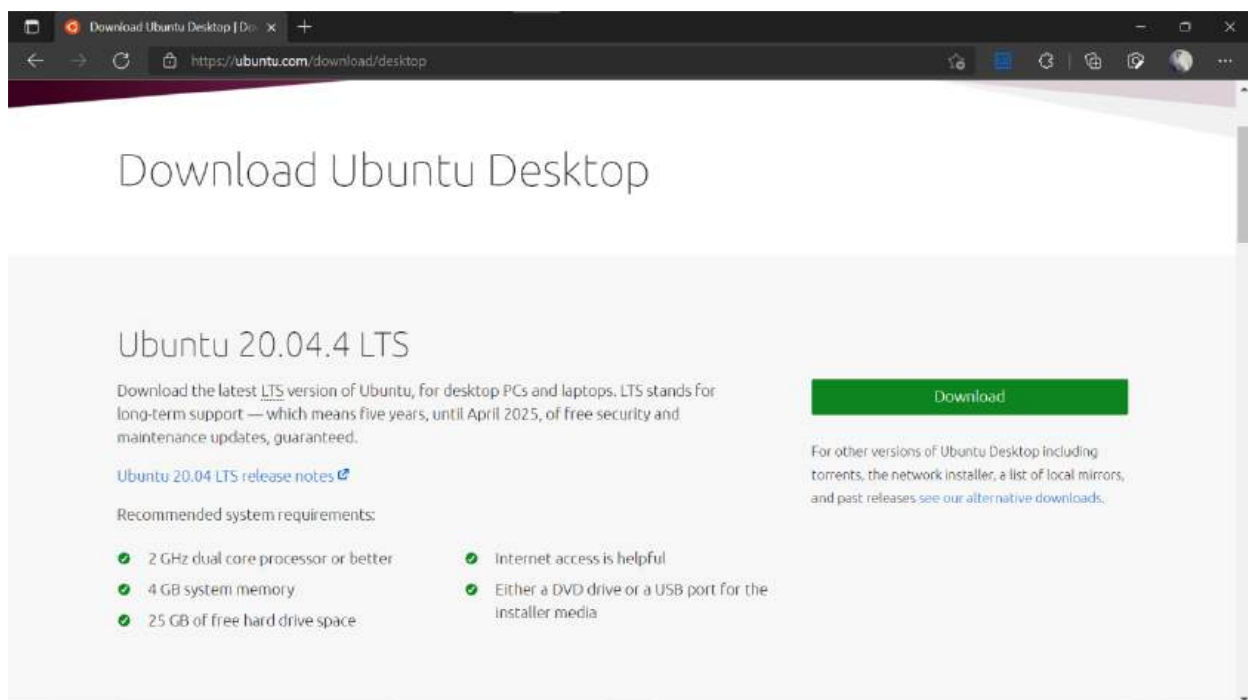 Download Ubuntu Desktop | Do
https://ubuntu.com/download/desktop
Download Ubuntu Desktop
Ubuntu 20.04.4 LTS
Download the latest LTS version of Ubuntu, for desktop PCs and laptops. LTS stands for
long-term support — which means five years, until April 2025, of free security and
maintenance updates, guaranteed.
Ubuntu 20.04 LTS release notes
Recommended system requirements:
2 GHz dual core processor or better
4 GB system memory
25 GB of free hard drive space
Internet access is helpful
Either a DVD drive or a USB port for the
installer media
Download
For other versions of Ubuntu Desktop including
torrents, the network installer, a list of local mirrors,
and past releases see our alternative downloads.